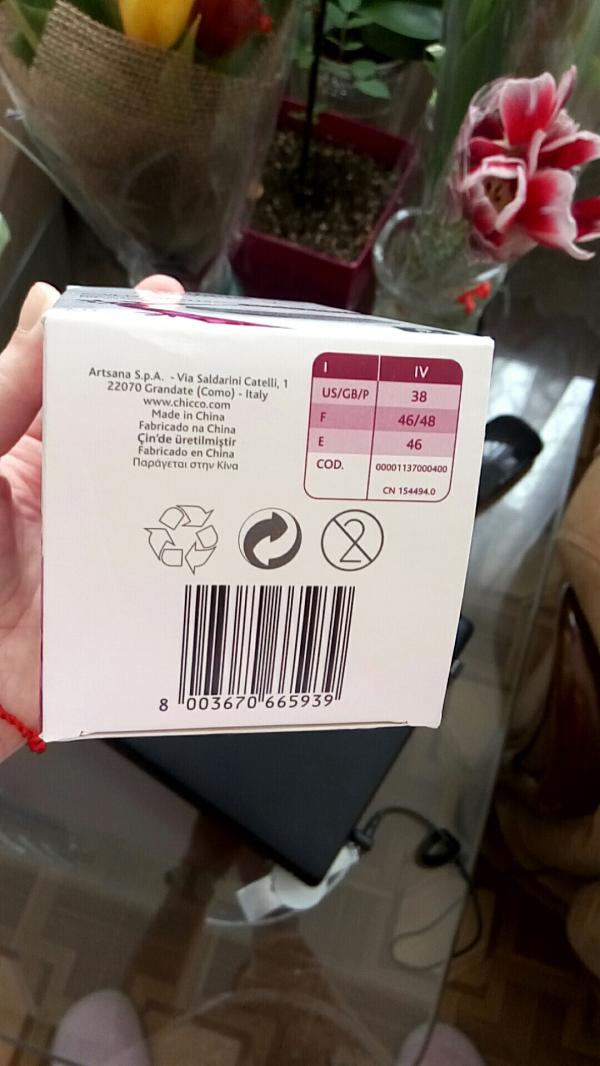 Artsana S.p.A. - Via Saldarini Catelli, 1
22070 Grandate (Como) - Italy
www.chicco.com
Made in China
Fabricado na China
Çin'de üretilmiştir
Fabricado en China
Παράγεται στην Κίνα
I IV
US/GB/P 38
F 46/48
E 46
COD. 00001137000400
CN 154494.0
8 003670 665939